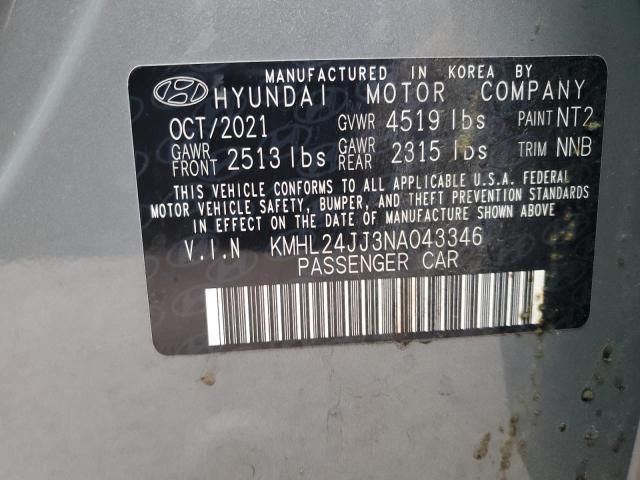 MANUFACTURED IN KOREA BY
HYUNDAI MOTOR COMPANY
OCT/2021 GVWR 4519 lbs PAINT NT2
GAWR FRONT 2513 lbs GAWR REAR 2315 lbs TRIM NNB
THIS VEHICLE CONFORMS TO ALL APPLICABLE U.S.A. FEDERAL
MOTOR VEHICLE SAFETY, BUMPER, AND THEFT PREVENTION STANDARDS
IN EFFECT ON THE DATE OF MANUFACTURE SHOWN ABOVE
V.I.N KMHL24JJ3NA043346
PASSENGER CAR